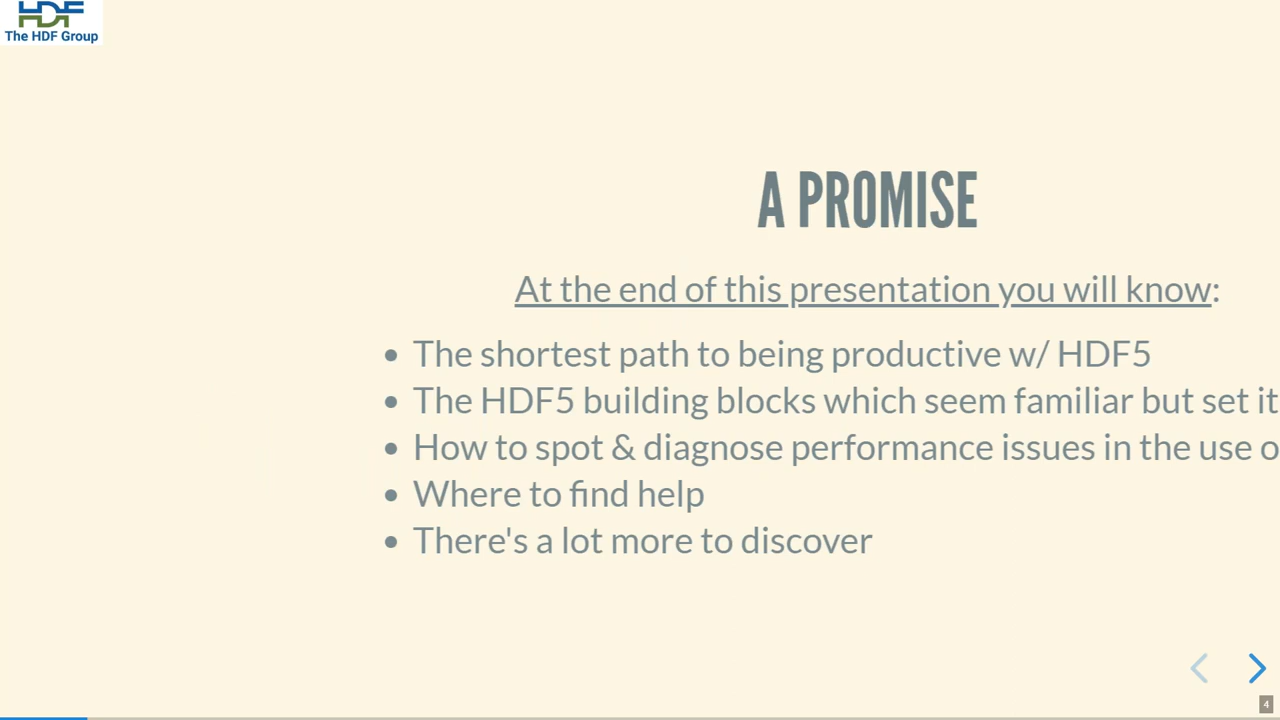 HDF
The HDF Group
A PROMISE
At the end of this presentation you will know:
• The shortest path to being productive w/ HDF5
• The HDF5 building blocks which seem familiar but set it
• How to spot & diagnose performance issues in the use o
• Where to find help
• There's a lot more to discover
4